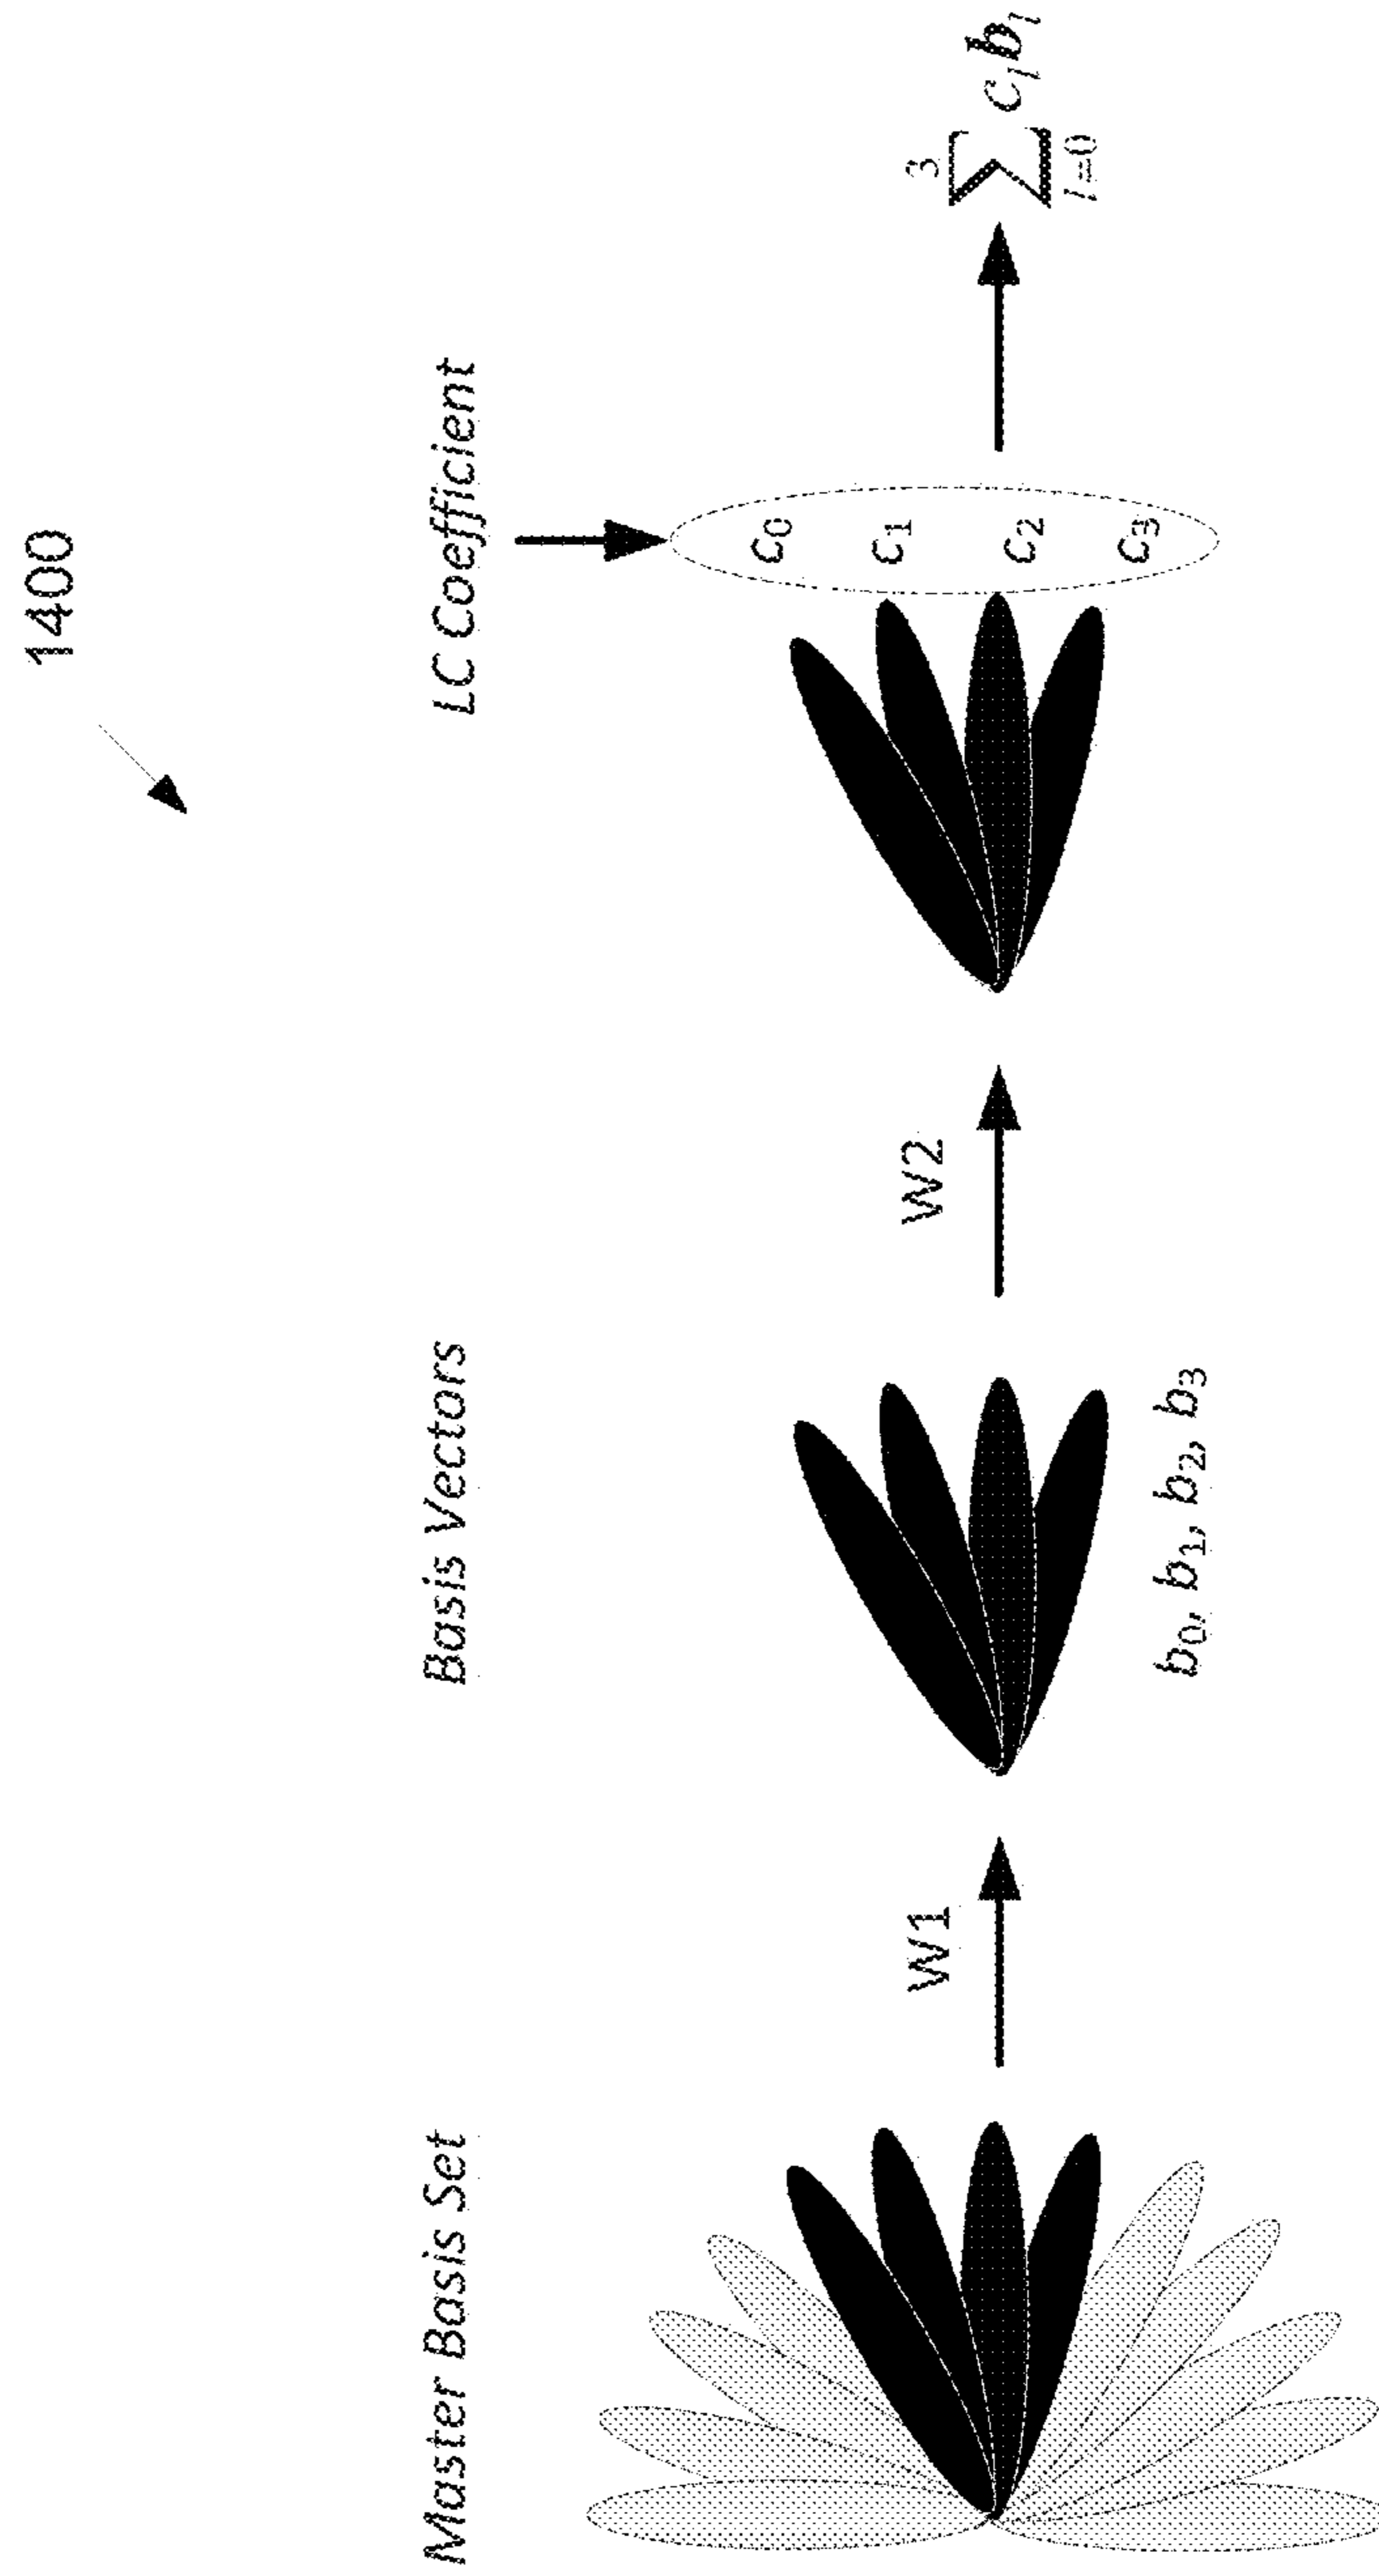 1400
Master Basis Set
Basis Vectors
LC Coefficient
W1
W2
b₀, b₁, b₂, b₃
c₀
c₁
c₂
c₃
3
∑ cₗbₗ
l=0